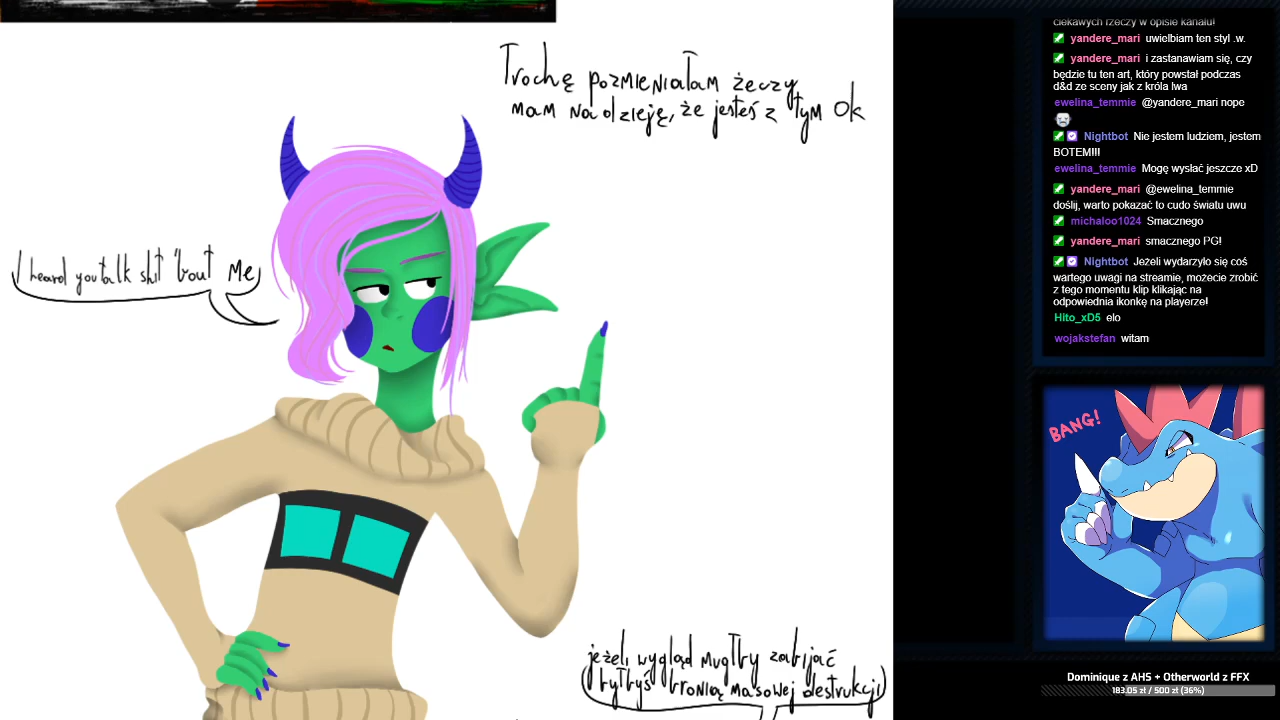 Trochę pozmieniałam żeczy
mam nadzieję, że jesteś z tym Ok
I heard you talk shit 'bout Me
jeżeli wygląd mugłby zabijać
byłbyś bronią masowej destrukcji
ciekawych rzeczy w opisie kanału!
yandere_mari uwielbiam ten styl .w.
yandere_mari i zastanawiam się, czy
będzie tu ten art, który powstał podczas
d&d ze sceny jak z króla lwa
ewelina_temmie @yandere_mari nope
Nightbot Nie jestem ludziem, jestem
BOTEM!!!
ewelina_temmie Mogę wysłać jeszcze xD
yandere_mari @ewelina_temmie
doślij, warto pokazać to cudo światu uwu
michaloo1024 Smacznego
yandere_mari smacznego PG!
Nightbot Jeżeli wydarzyło się coś
wartego uwagi na streamie, możecie zrobić
z tego momentu klip klikając na
odpowiednia ikonkę na playerze!
Hito_xD5 elo
wojakstefan witam
BANG!
Dominique z AHS + Otherworld z FFX
183.05 zł / 500 zł (36%)